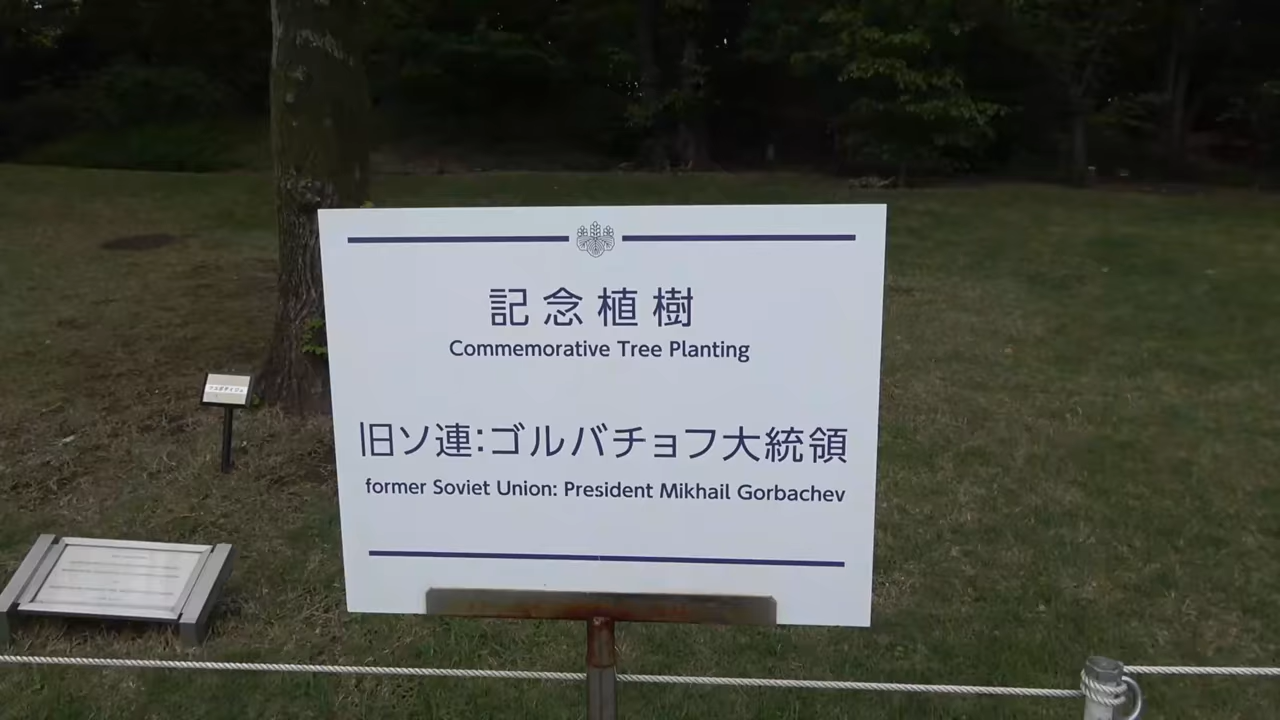 記念植樹
Commemorative Tree Planting
旧ソ連:ゴルバチョフ大統領
former Soviet Union: President Mikhail Gorbachev